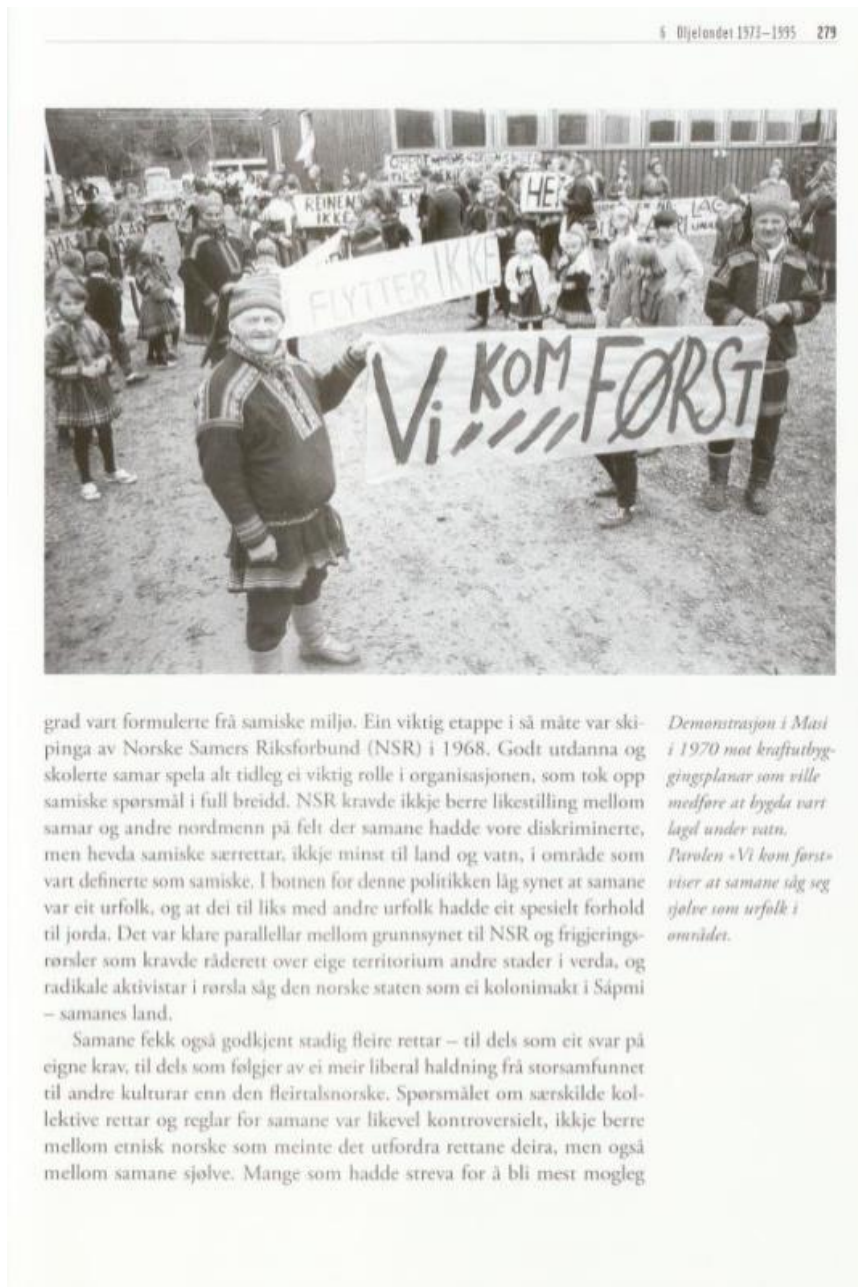 6 Oljelandet 1973–1995 279
REINEN
IKKE
HER
LAG
FLYTTER IKKE
Vi KOM FØRST
grad vart formulerte frå samiske miljø. Ein viktig etappe i så måte var ski-
pinga av Norske Samers Riksforbund (NSR) i 1968. Godt utdanna og
skolerte samar spela alt tidleg ei viktig rolle i organisasjonen, som tok opp
samiske spørsmål i full breidd. NSR kravde ikkje berre likestilling mellom
samar og andre nordmenn på felt der samane hadde vore diskriminerte,
men hevda samiske særrettar, ikkje minst til land og vatn, i område som
vart definerte som samiske. I botnen for denne politikken låg synet at samane
var eit urfolk, og at dei til liks med andre urfolk hadde eit spesielt forhold
til jorda. Det var klare parallellar mellom grunnsynet til NSR og frigjerings-
rørsler som kravde råderett over eige territorium andre stader i verda, og
radikale aktivistar i rørsla såg den norske staten som ei kolonimakt i Sápmi
– samanes land.
Samane fekk også godkjent stadig fleire rettar – til dels som eit svar på
eigne krav, til dels som følgjer av ei meir liberal haldning frå storsamfunnet
til andre kulturar enn den fleirtalsnorske. Spørsmålet om særskilde kol-
lektive rettar og reglar for samane var likevel kontroversielt, ikkje berre
mellom etnisk norske som meinte det utfordra rettane deira, men også
mellom samane sjølve. Mange som hadde streva for å bli mest mogleg
Demonstrasjon i Masi
i 1970 mot kraftutbyg-
gingsplanar som ville
medføre at bygda vart
lagd under vatn.
Parolen «Vi kom først»
viser at samane såg seg
sjølve som urfolk i
området.